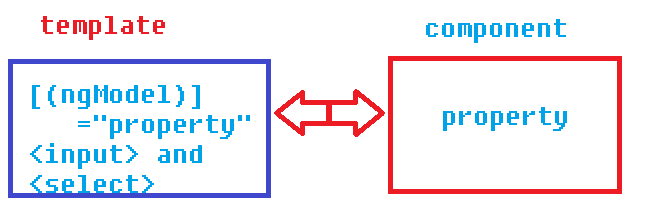 template
component
[(ngModel)]
="property"
<input> and
<select>
property